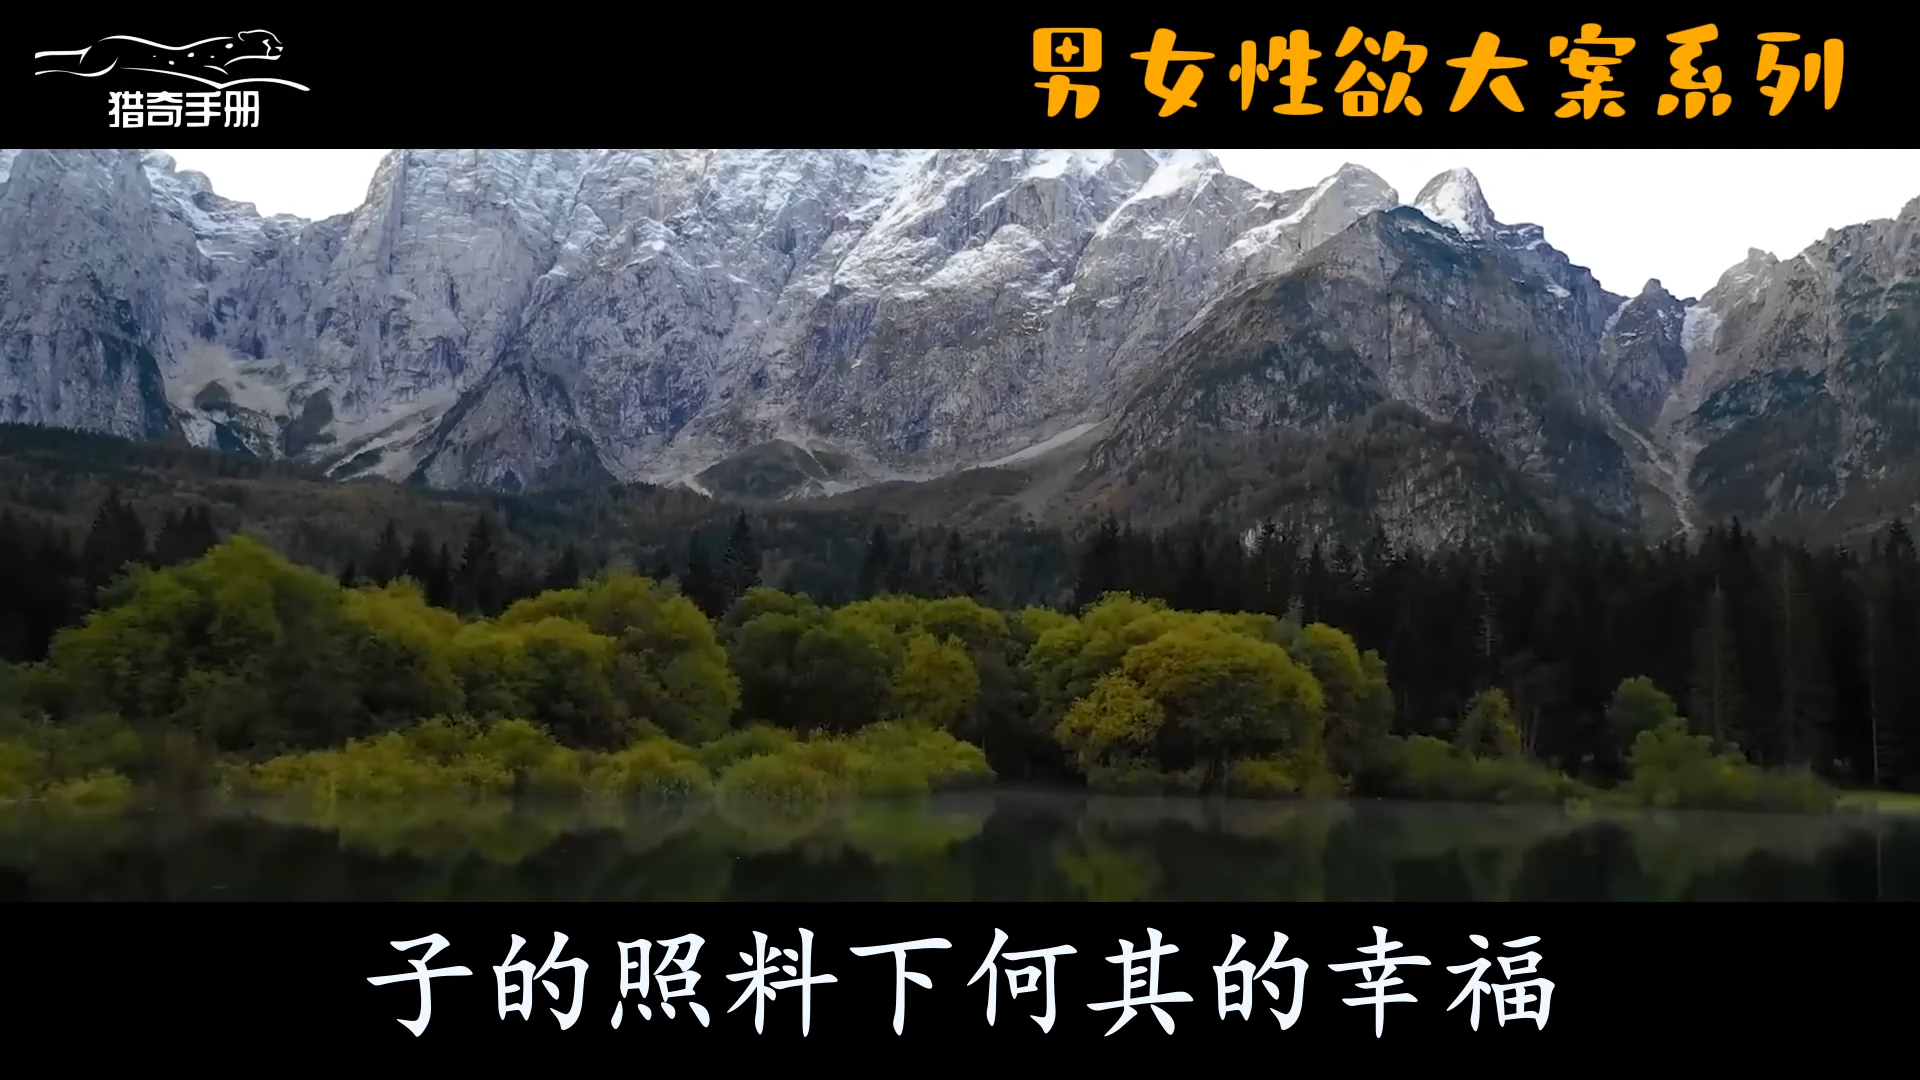 猎奇手册
男女性欲大案系列
子的照料下何其的幸福